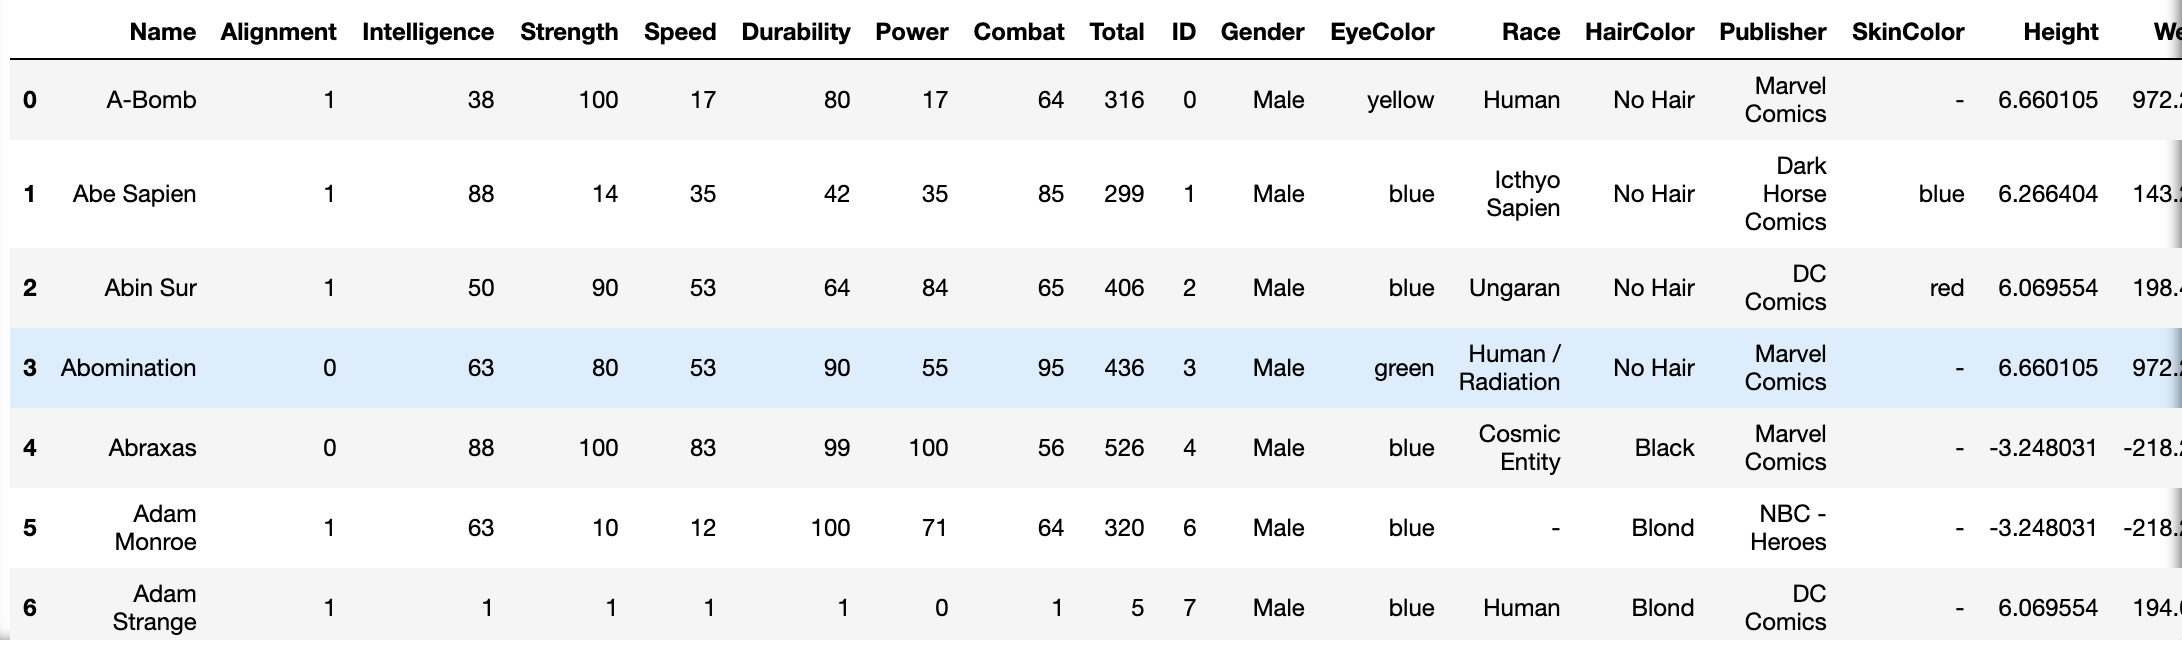 Name Alignment Intelligence Strength Speed Durability Power Combat Total ID Gender EyeColor Race HairColor Publisher SkinColor Height We
0 A-Bomb 1 38 100 17 80 17 64 316 0 Male yellow Human No Hair Marvel Comics - 6.660105 972.
1 Abe Sapien 1 88 14 35 42 35 85 299 1 Male blue Icthyo Sapien No Hair Dark Horse Comics blue 6.266404 143.
2 Abin Sur 1 50 90 53 64 84 65 406 2 Male blue Ungaran No Hair DC Comics red 6.069554 198.
3 Abomination 0 63 80 53 90 55 95 436 3 Male green Human / Radiation No Hair Marvel Comics - 6.660105 972.
4 Abraxas 0 88 100 83 99 100 56 526 4 Male blue Cosmic Entity Black Marvel Comics - -3.248031 -218.
5 Adam Monroe 1 63 10 12 100 71 64 320 6 Male blue - Blond NBC - Heroes - -3.248031 -218.
6 Adam Strange 1 1 1 1 1 0 1 5 7 Male blue Human Blond DC Comics - 6.069554 194.